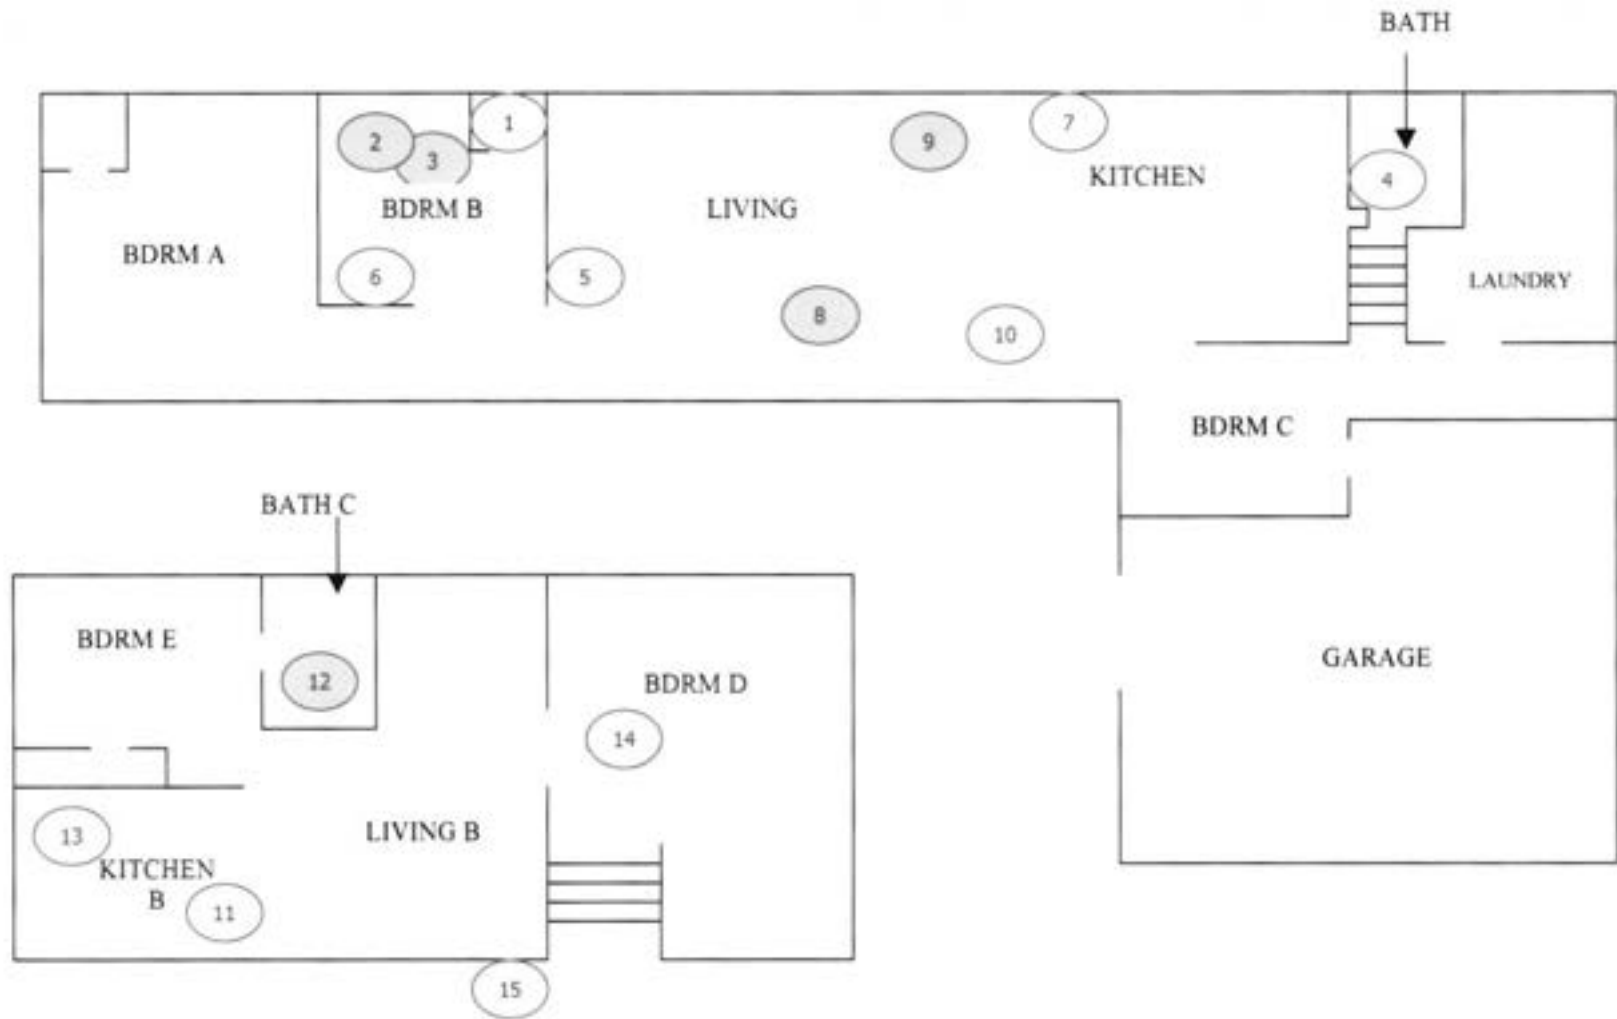 BATH
1
7
2
9
3
4
KITCHEN
BDRM B
LIVING
BDRM A
6
5
LAUNDRY
8
10
BDRM C
BATH C
BDRM E
GARAGE
12
BDRM D
14
13
LIVING B
KITCHEN
B
11
15